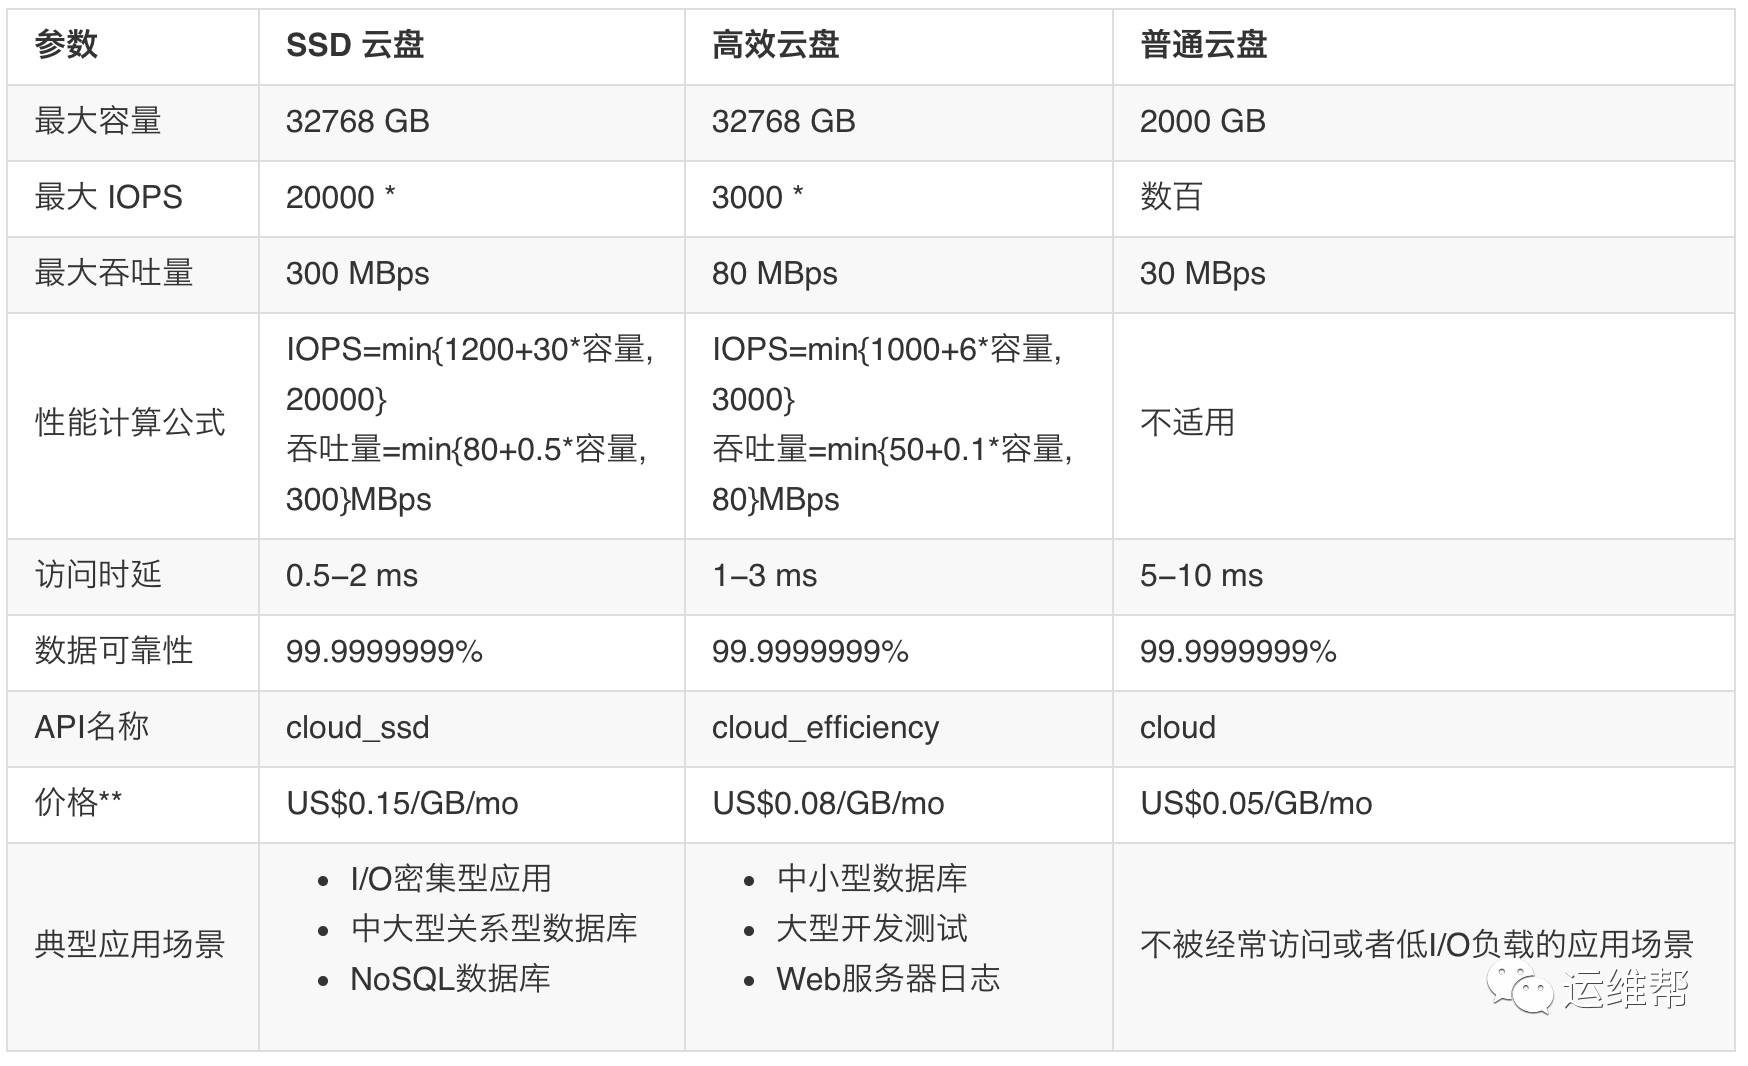 参数 SSD 云盘 高效云盘 普通云盘
最大容量 32768 GB 32768 GB 2000 GB
最大 IOPS 20000 * 3000 * 数百
最大吞吐量 300 MBps 80 MBps 30 MBps
性能计算公式
IOPS=min{1200+30*容量,
20000}
吞吐量=min{80+0.5*容量,
300}MBps
IOPS=min{1000+6*容量,
3000}
吞吐量=min{50+0.1*容量,
80}MBps
不适用
访问时延 0.5–2 ms 1–3 ms 5–10 ms
数据可靠性 99.9999999% 99.9999999% 99.9999999%
API名称 cloud_ssd cloud_efficiency cloud
价格** US$0.15/GB/mo US$0.08/GB/mo US$0.05/GB/mo
典型应用场景
• I/O密集型应用
• 中大型关系型数据库
• NoSQL数据库
• 中小型数据库
• 大型开发测试
• Web服务器日志
不被经常访问或者低I/O负载的应用场景
运维帮